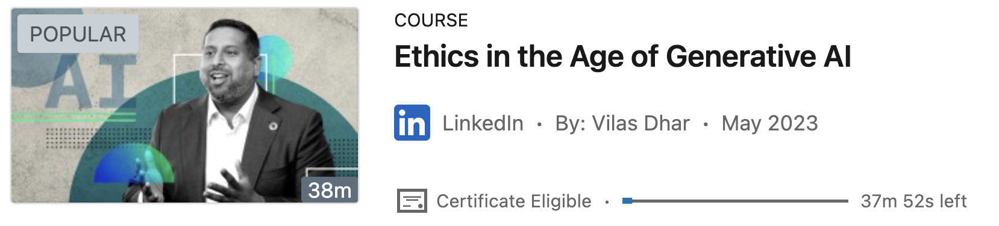 POPULAR
AI
38m
COURSE
Ethics in the Age of Generative AI
in LinkedIn • By: Vilas Dhar • May 2023
Certificate Eligible • 37m 52s left